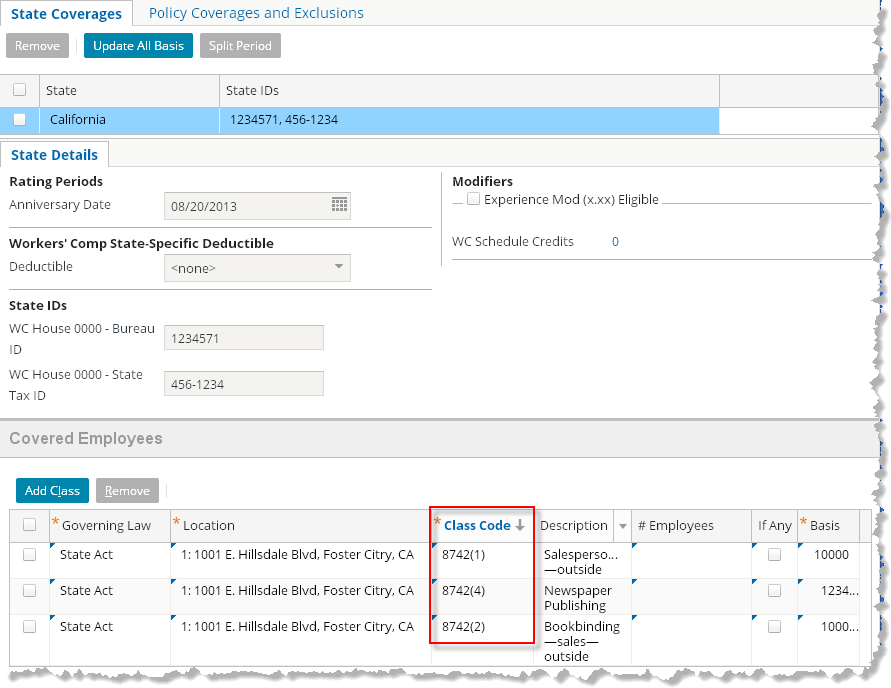 State Coverages Policy Coverages and Exclusions
Remove Update All Basis Split Period
State State IDs
California 1234571, 456-1234
State Details
Rating Periods
Anniversary Date 08/20/2013
Workers' Comp State-Specific Deductible
Deductible <none>
State IDs
WC House 0000 - Bureau
ID
1234571
WC House 0000 - State
Tax ID
456-1234
Modifiers
Experience Mod (x.xx) Eligible
WC Schedule Credits 0
Covered Employees
Add Class Remove
* Governing Law * Location * Class Code ↓ Description # Employees If Any * Basis
State Act 1: 1001 E. Hillsdale Blvd, Foster Citry, CA 8742(1) Salesperso... 10000
—outside
State Act 1: 1001 E. Hillsdale Blvd, Foster Citry, CA 8742(4) Newspaper 1234...
Publishing
State Act 1: 1001 E. Hillsdale Blvd, Foster Citry, CA 8742(2) Bookbinding 1000...
—sales—
outside